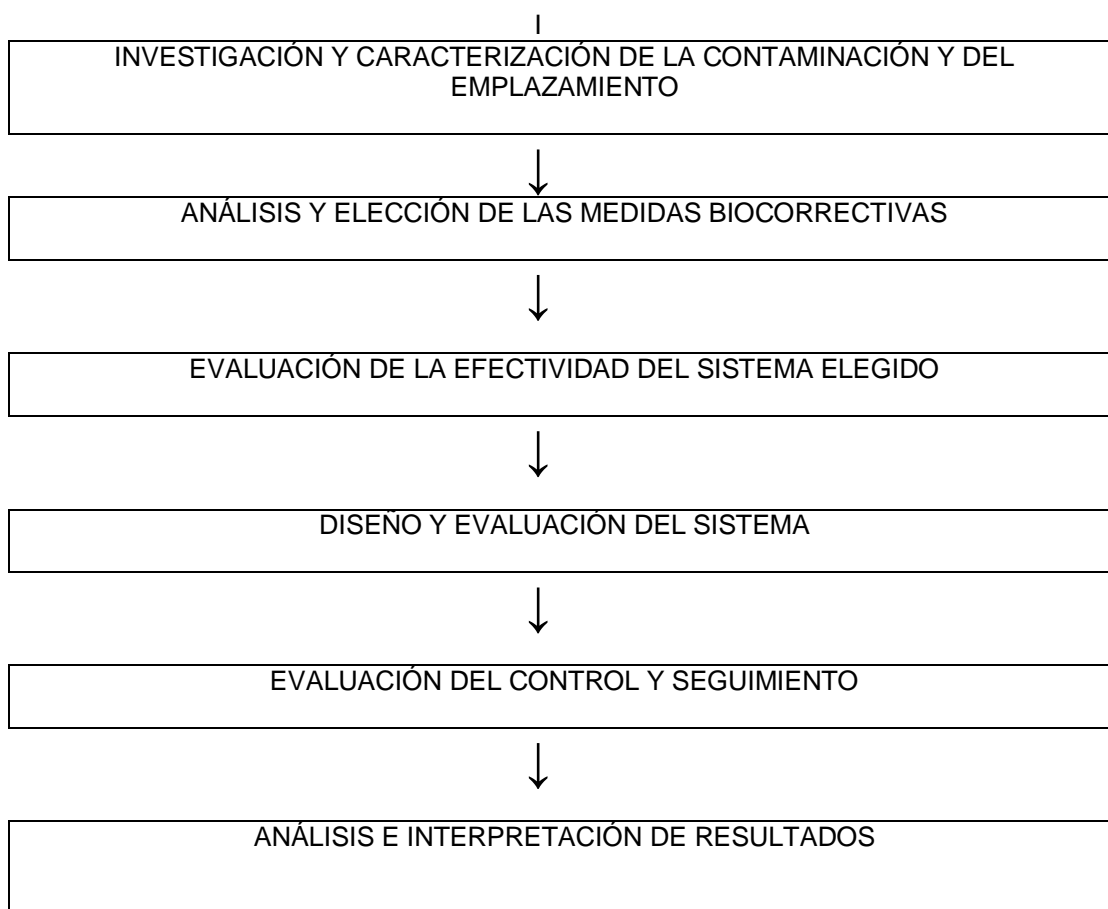 INVESTIGACIÓN Y CARACTERIZACIÓN DE LA CONTAMINACIÓN Y DEL
EMPLAZAMIENTO
ANÁLISIS Y ELECCIÓN DE LAS MEDIDAS BIOCORRECTIVAS
EVALUACIÓN DE LA EFECTIVIDAD DEL SISTEMA ELEGIDO
DISEÑO Y EVALUACIÓN DEL SISTEMA
EVALUACIÓN DEL CONTROL Y SEGUIMIENTO
ANÁLISIS E INTERPRETACIÓN DE RESULTADOS